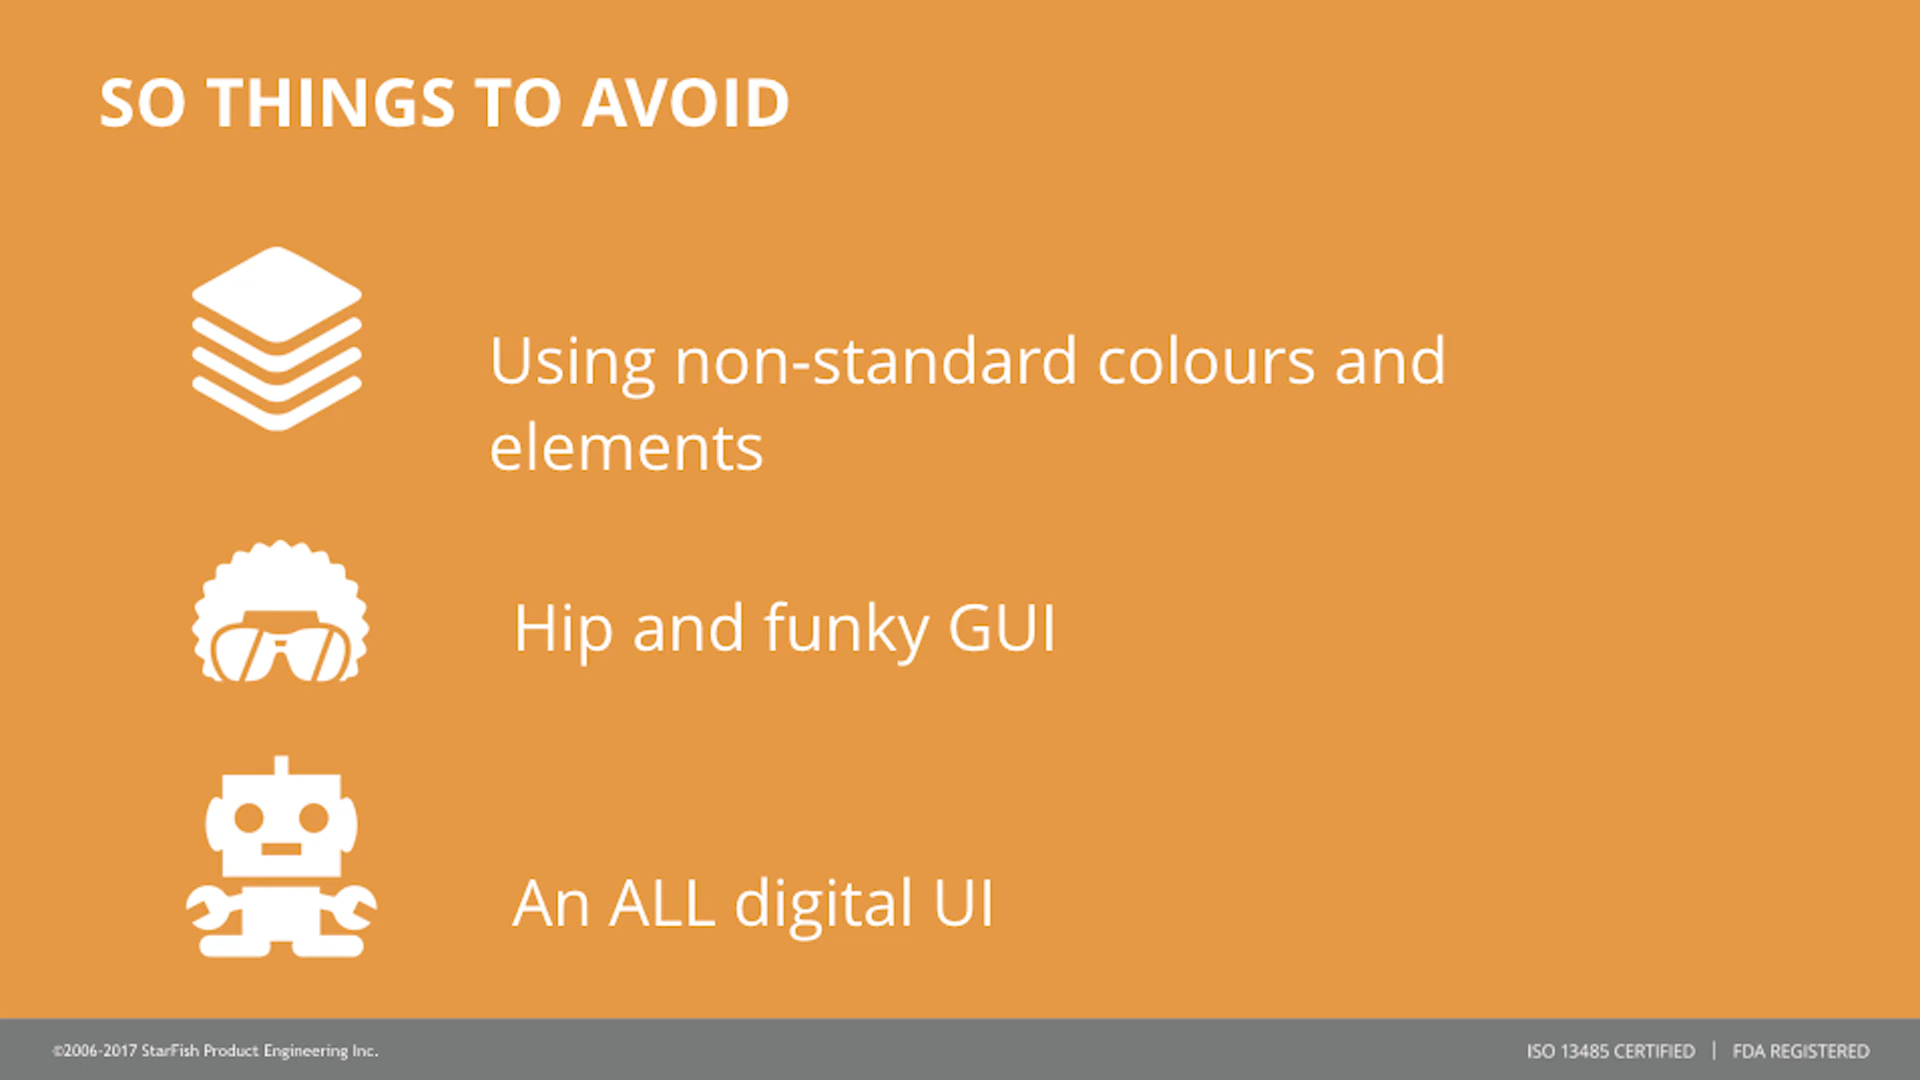 SO THINGS TO AVOID
Using non-standard colours and
elements
Hip and funky GUI
An ALL digital UI
©2006-2017 StarFish Product Engineering Inc.
ISO 13485 CERTIFIED | FDA REGISTERED